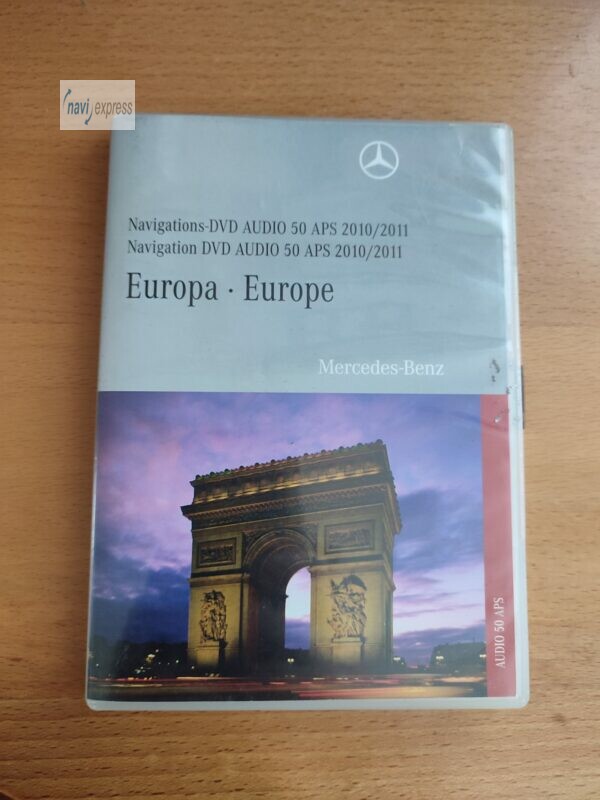 navi express
Navigations-DVD AUDIO 50 APS 2010/2011
Navigation DVD AUDIO 50 APS 2010/2011
Europa · Europe
Mercedes-Benz
AUDIO 50 APS